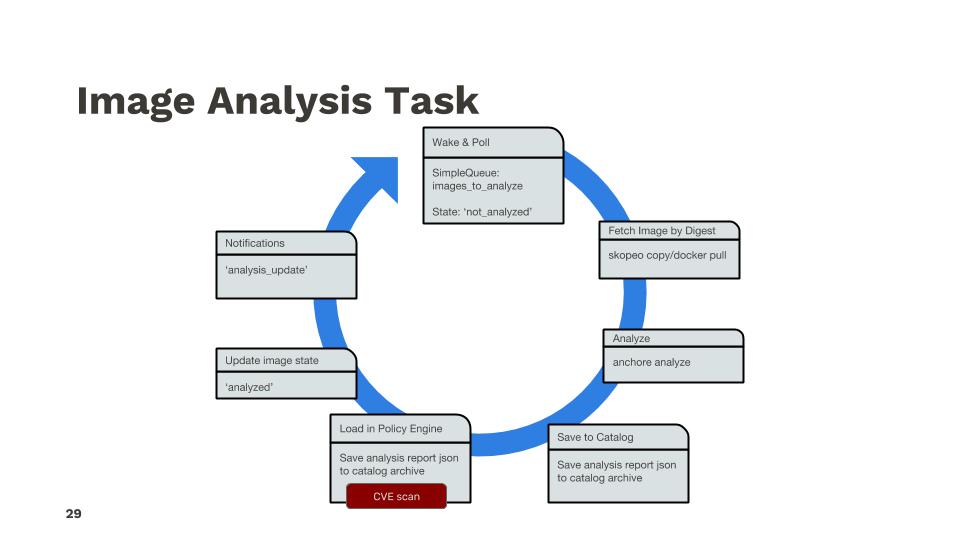 Image Analysis Task
Wake & Poll
SimpleQueue:
images_to_analyze
State: ‘not_analyzed’
Fetch Image by Digest
skopeo copy/docker pull
Analyze
anchore analyze
Save to Catalog
Save analysis report json
to catalog archive
Load in Policy Engine
Save analysis report json
to catalog archive
CVE scan
Update image state
‘analyzed’
Notifications
‘analysis_update’
29